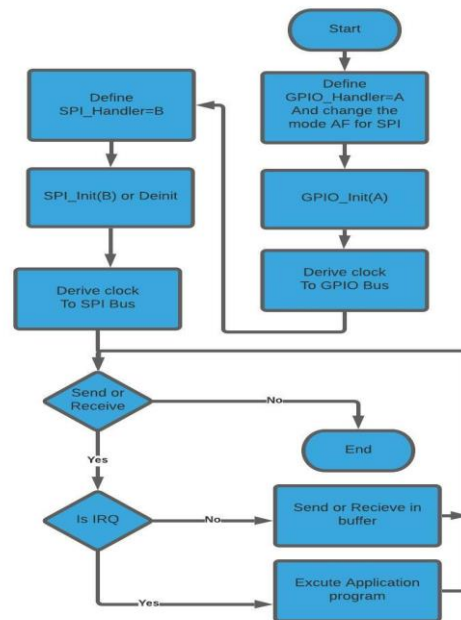 Start
Define
GPIO_Handler=A
And change the
mode AF for SPI
GPIO_Init(A)
Derive clock
To GPIO Bus
Define
SPI_Handler=B
SPI_Init(B) or Deinit
Derive clock
To SPI Bus
Send or
Receive
No
End
Yes
Is IRQ
No
Send or Recieve in
buffer
Yes
Excute Application
program